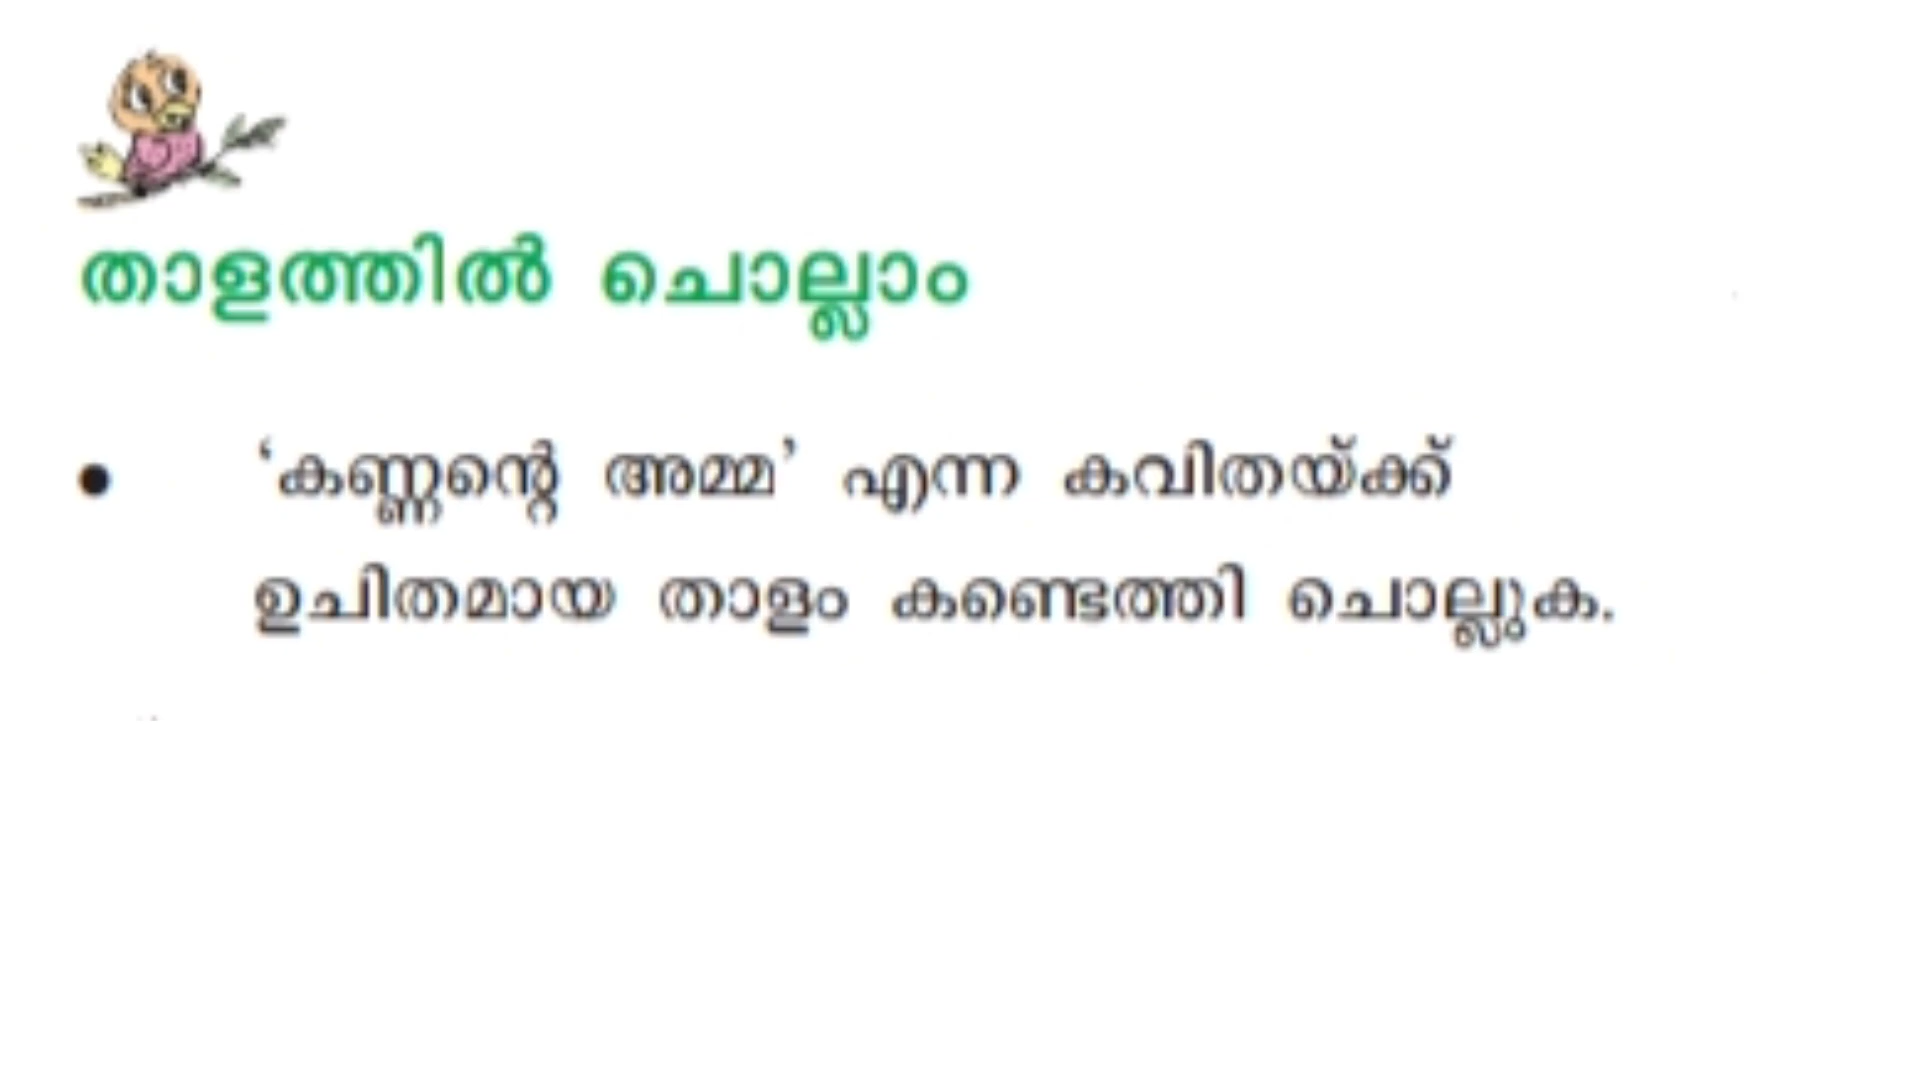 താളത്തിൽ ചൊല്ലാം
• ‘കണ്ണന്റെ അമ്മ’ എന്ന കവിതയ്ക്ക്
ഉചിതമായ താളം കണ്ടെത്തി ചൊല്ലുക.